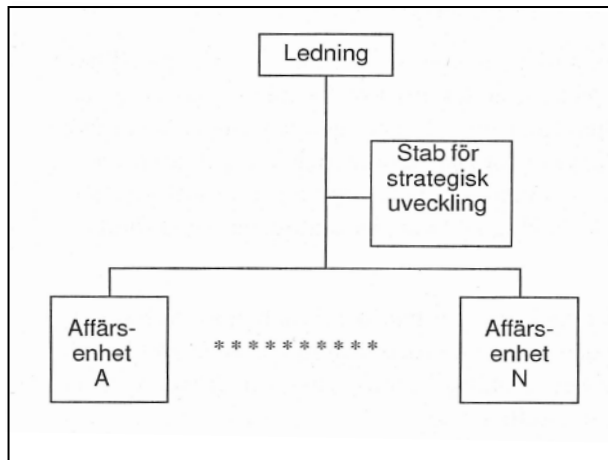 Ledning
Stab för
strategisk
uveckling
Affärs-
enhet
A
**********
Affärs-
enhet
N